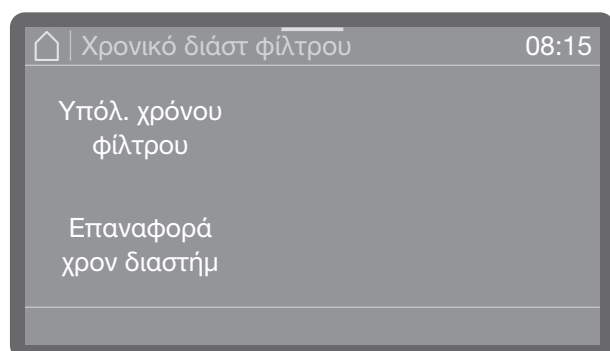 Χρονικό διάστ φίλτρου 08:15
Υπόλ. χρόνου
φίλτρου
Επαναφορά
χρον διαστήμ